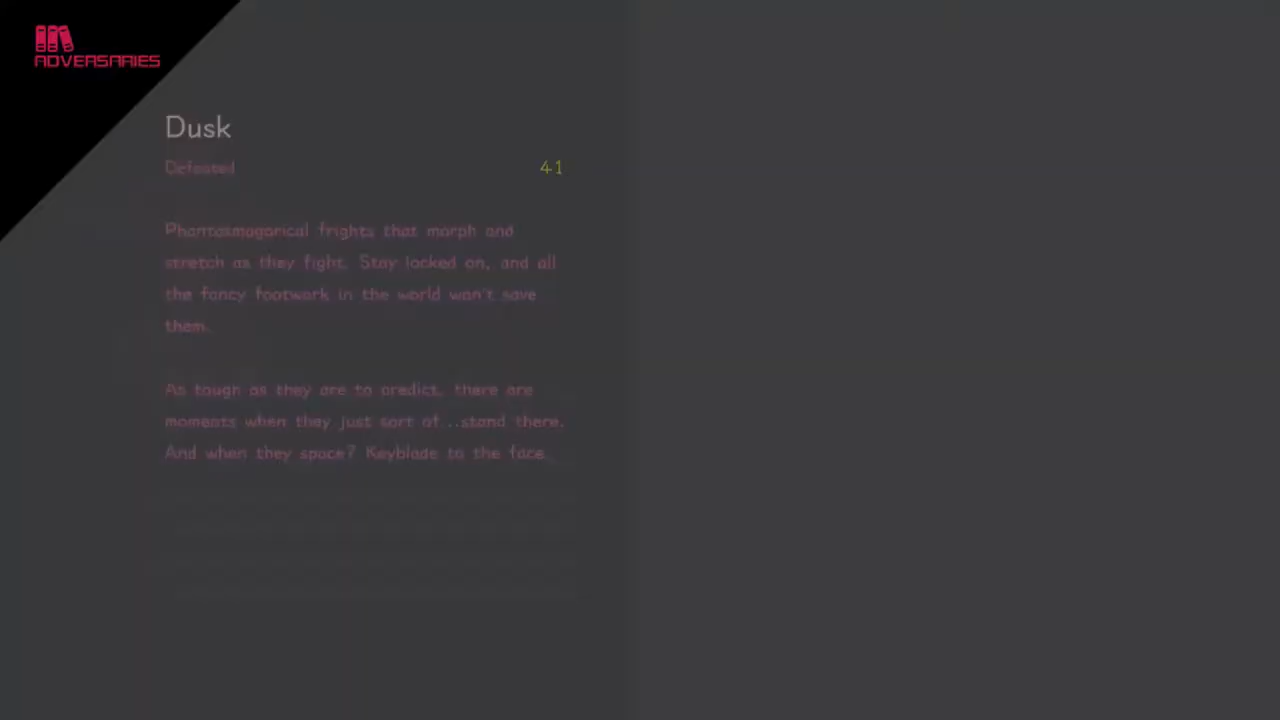 ADVERSARIES
Dusk
Defeated 41
Phantasmagorical frights that morph and
stretch as they fight. Stay locked on, and all
the fancy footwork in the world won't save
them.
As tough as they are to predict, there are
moments when they just sort of...stand there.
And when they space? Keyblade to the face.